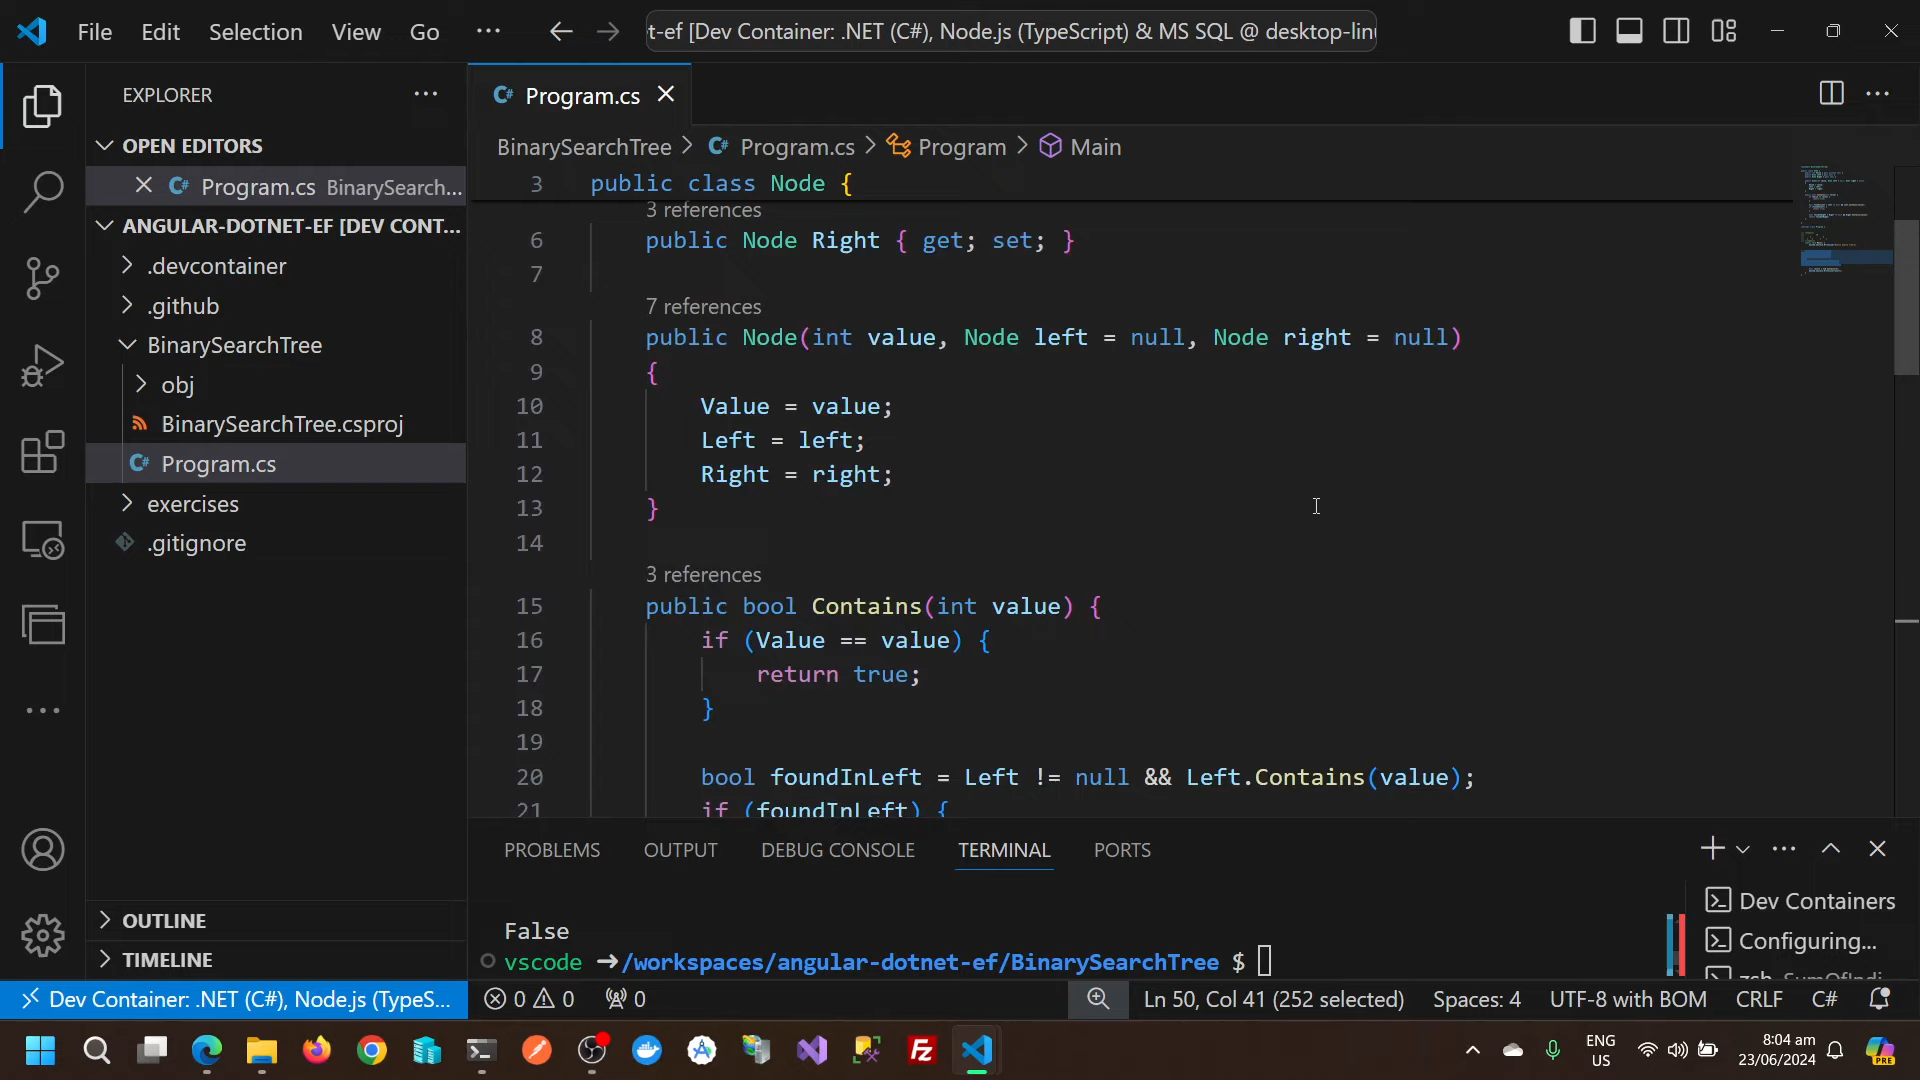 File Edit Selection View Go
t-ef [Dev Container: .NET (C#), Node.js (TypeScript) & MS SQL @ desktop-linu
EXPLORER
OPEN EDITORS
Program.cs BinarySearch...
ANGULAR-DOTNET-EF [DEV CONT...
.devcontainer
.github
BinarySearchTree
obj
BinarySearchTree.csproj
Program.cs
exercises
.gitignore
OUTLINE
TIMELINE
Program.cs
BinarySearchTree > Program.cs > Program > Main
3 public class Node {
3 references
6 public Node Right { get; set; }
7
7 references
8 public Node(int value, Node left = null, Node right = null)
9 {
10 Value = value;
11 Left = left;
12 Right = right;
13 }
14
3 references
15 public bool Contains(int value) {
16 if (Value == value) {
17 return true;
18 }
19
20 bool foundInLeft = Left != null && Left.Contains(value);
21 if (foundInLeft) {
PROBLEMS OUTPUT DEBUG CONSOLE TERMINAL PORTS
False
vscode ➜/workspaces/angular-dotnet-ef/BinarySearchTree $
Dev Containers
Configuring...
zsh SumOfIndi
Dev Container: .NET (C#), Node.js (TypeS... 0 0 0 Ln 50, Col 41 (252 selected) Spaces: 4 UTF-8 with BOM CRLF C#
ENG
US
8:04 am
23/06/2024
PRE